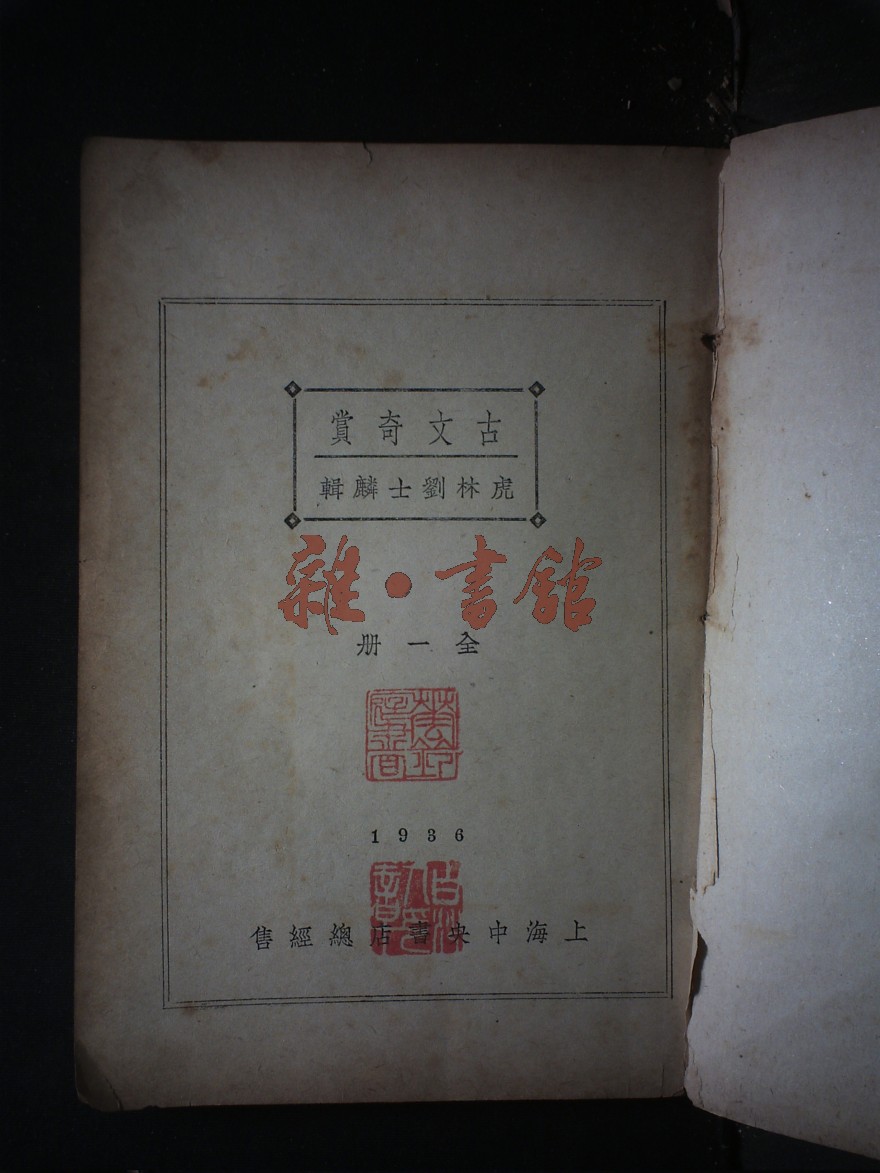 古文奇賞
虎林劉士麟輯
雜·書館
全一册
1936
上海中央書店總經售